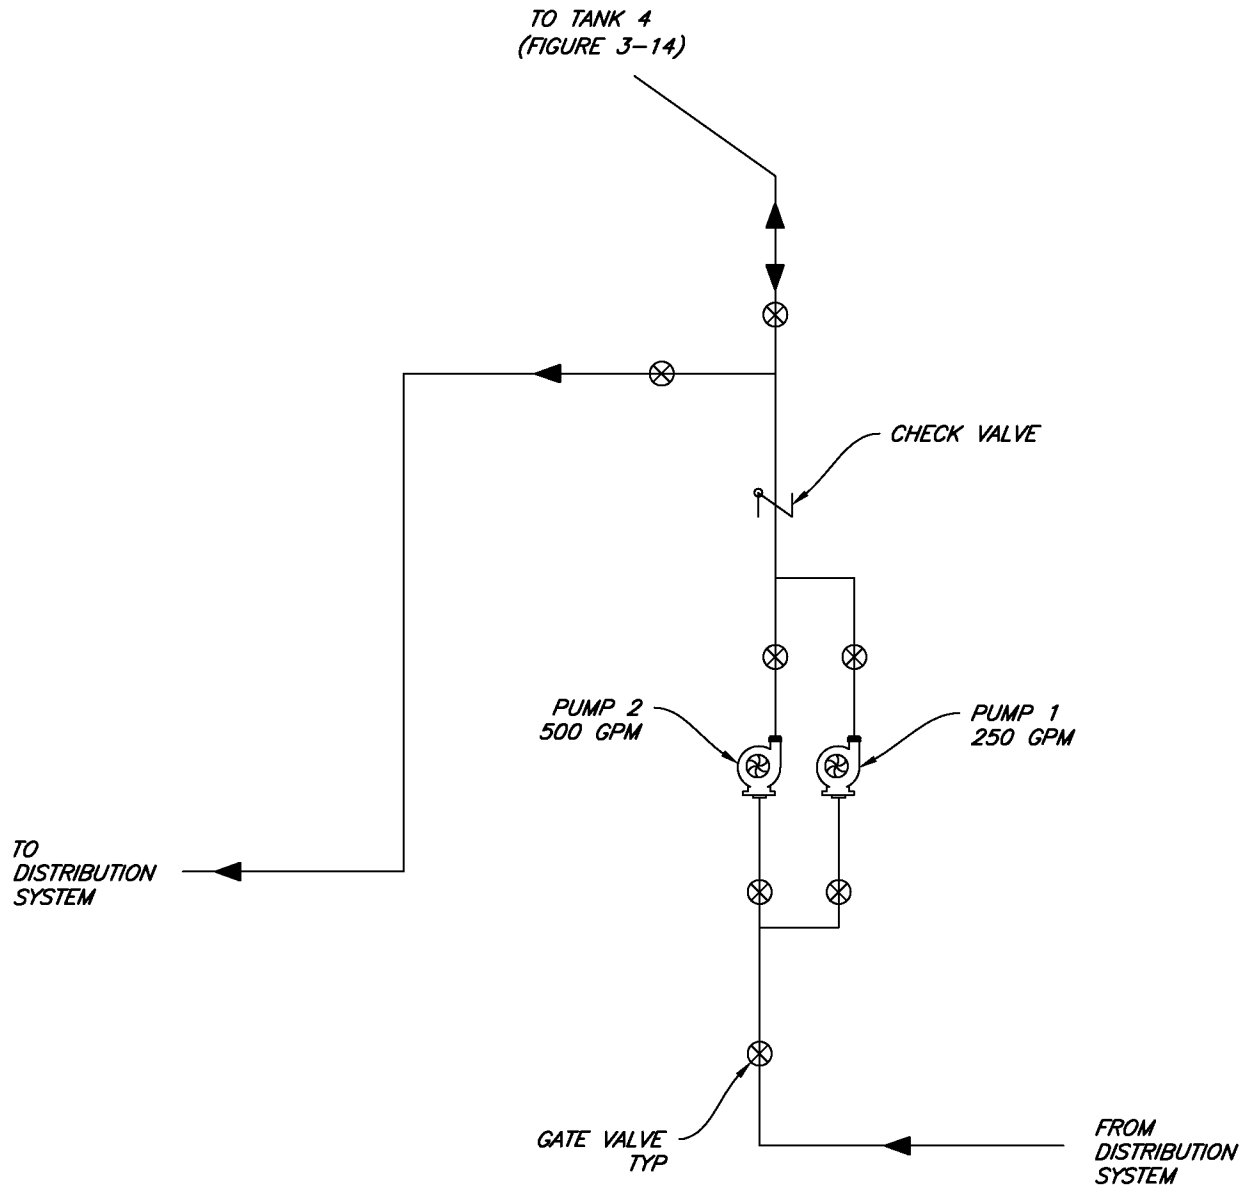 TO TANK 4
(FIGURE 3-14)
CHECK VALVE
PUMP 2
500 GPM
PUMP 1
250 GPM
TO
DISTRIBUTION
SYSTEM
GATE VALVE
TYP
FROM
DISTRIBUTION
SYSTEM